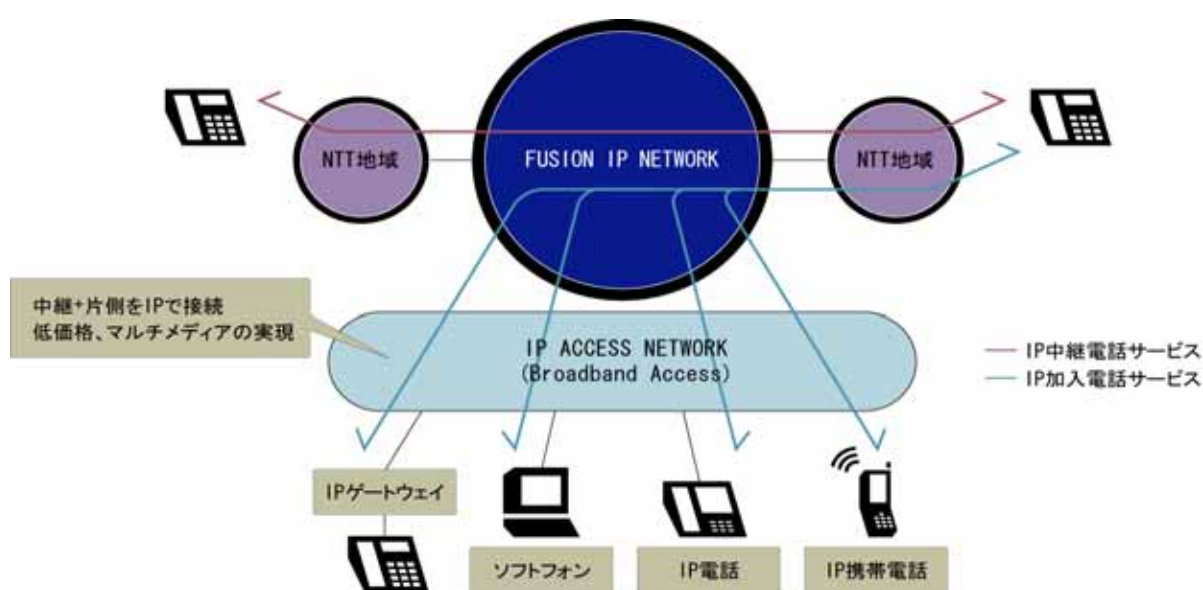 NTT地域
FUSION IP NETWORK
NTT地域
中継+片側をIPで接続
低価格、マルチメディアの実現
IP ACCESS NETWORK
(Broadband Access)
IP中継電話サービス
IP加入電話サービス
IPゲートウェイ
ソフトフォン
IP電話
IP携帯電話